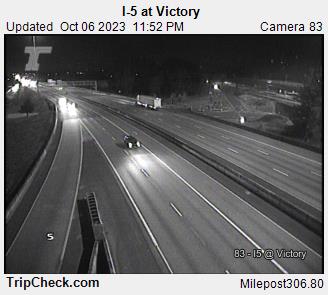 I-5 at Victory
Updated Oct 06 2023 11:52 PM Camera 83
T
S
83 - I5 @ Victory
TripCheck.com Milepost306.80